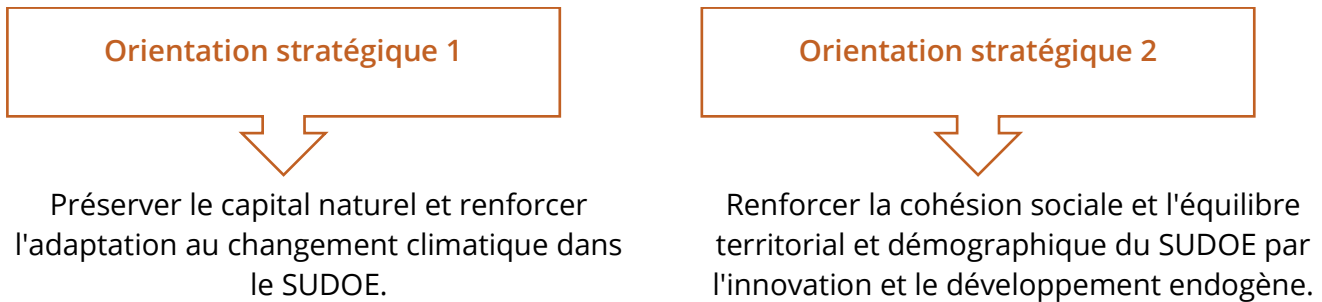 Orientation stratégique 1
Préserver le capital naturel et renforcer
l'adaptation au changement climatique dans
le SUDOE.
Orientation stratégique 2
Renforcer la cohésion sociale et l'équilibre
territorial et démographique du SUDOE par
l'innovation et le développement endogène.